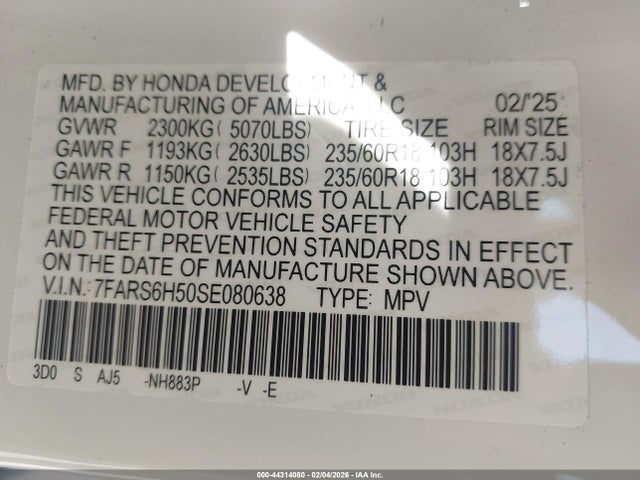 MFD. BY HONDA DEVELOPMENT &
MANUFACTURING OF AMERICA, LLC 02/'25
GVWR 2300KG( 5070LBS) TIRE SIZE RIM SIZE
GAWR F 1193KG( 2630LBS) 235/60R18 103H 18X7.5J
GAWR R 1150KG( 2535LBS) 235/60R18 103H 18X7.5J
THIS VEHICLE CONFORMS TO ALL APPLICABLE
FEDERAL MOTOR VEHICLE SAFETY
AND THEFT PREVENTION STANDARDS IN EFFECT
ON THE DATE OF MANUFACTURE SHOWN ABOVE.
V.I.N.:7FARS6H50SE080638 TYPE: MPV
3D0 S AJ5 -NH883P -V -E
000-44314080 - 02/04/2026 - IAA Inc.